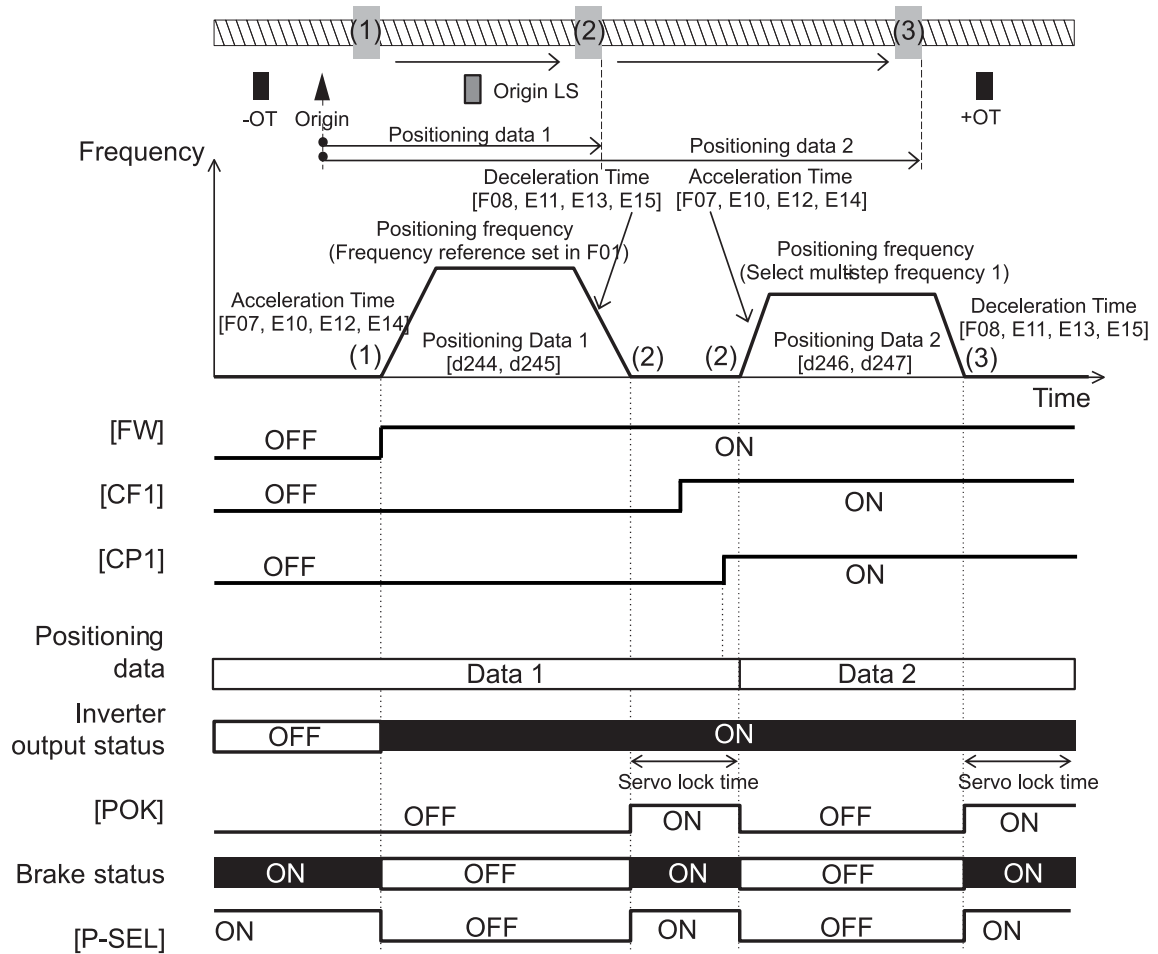 (1) (2) (3)
Origin LS
-OT Origin +OT
Positioning data 1
Positioning data 2
Frequency
Deceleration Time
[F08, E11, E13, E15]
Acceleration Time
[F07, E10, E12, E14]
Positioning frequency
(Frequency reference set in F01)
Positioning frequency
(Select multi-step frequency 1)
Acceleration Time
[F07, E10, E12, E14]
Deceleration Time
[F08, E11, E13, E15]
Positioning Data 1
[d244, d245]
Positioning Data 2
[d246, d247]
(1) (2) (2) (3)
Time
[FW] OFF ON
[CF1] OFF ON
[CP1] OFF ON
Positioning
data
Data 1 Data 2
Inverter
output status
OFF ON
Servo lock time Servo lock time
[POK] OFF ON OFF ON
Brake status ON OFF ON OFF ON
[P-SEL] ON OFF ON OFF ON